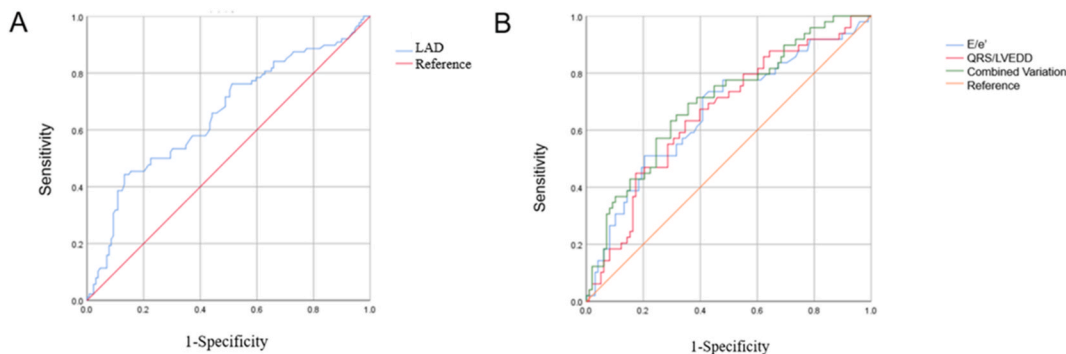 A
LAD
Reference
Sensitivity
1.0
0.8
0.6
0.4
0.2
0.0
0.0 0.2 0.4 0.6 0.8 1.0
1-Specificity
B
E/e'
QRS/LVEDD
Combined Variation
Reference
Sensitivity
1.0
0.8
0.6
0.4
0.2
0.0
0.0 0.2 0.4 0.6 0.8 1.0
1-Specificity